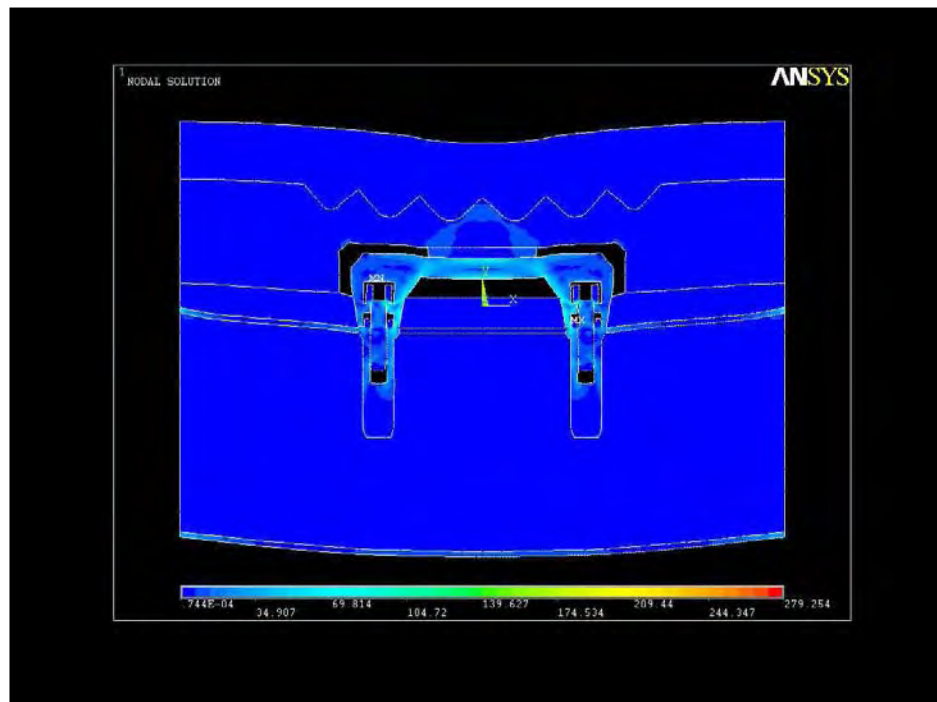 1
NODAL SOLUTION
ANSYS
MN
Y
X
MX
.744E-04
34.907
69.814
104.72
139.627
174.534
209.44
244.347
279.254